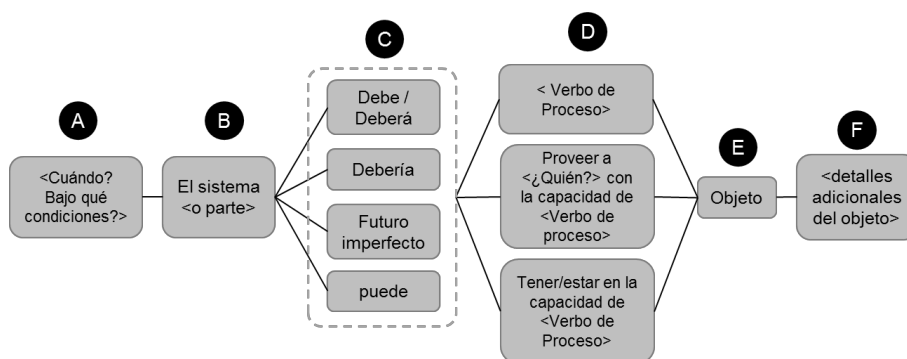 A
<Cuándo?
Bajo qué
condiciones?>
B
El sistema
<o parte>
C
Debe /
Deberá
Debería
Futuro
imperfecto
puede
D
< Verbo de
Proceso>
Proveer a
<¿Quién?> con
la capacidad de
<Verbo de
proceso>
Tener/estar en la
capacidad de
<Verbo de
Proceso>
E
Objeto
F
<detalles
adicionales
del objeto>